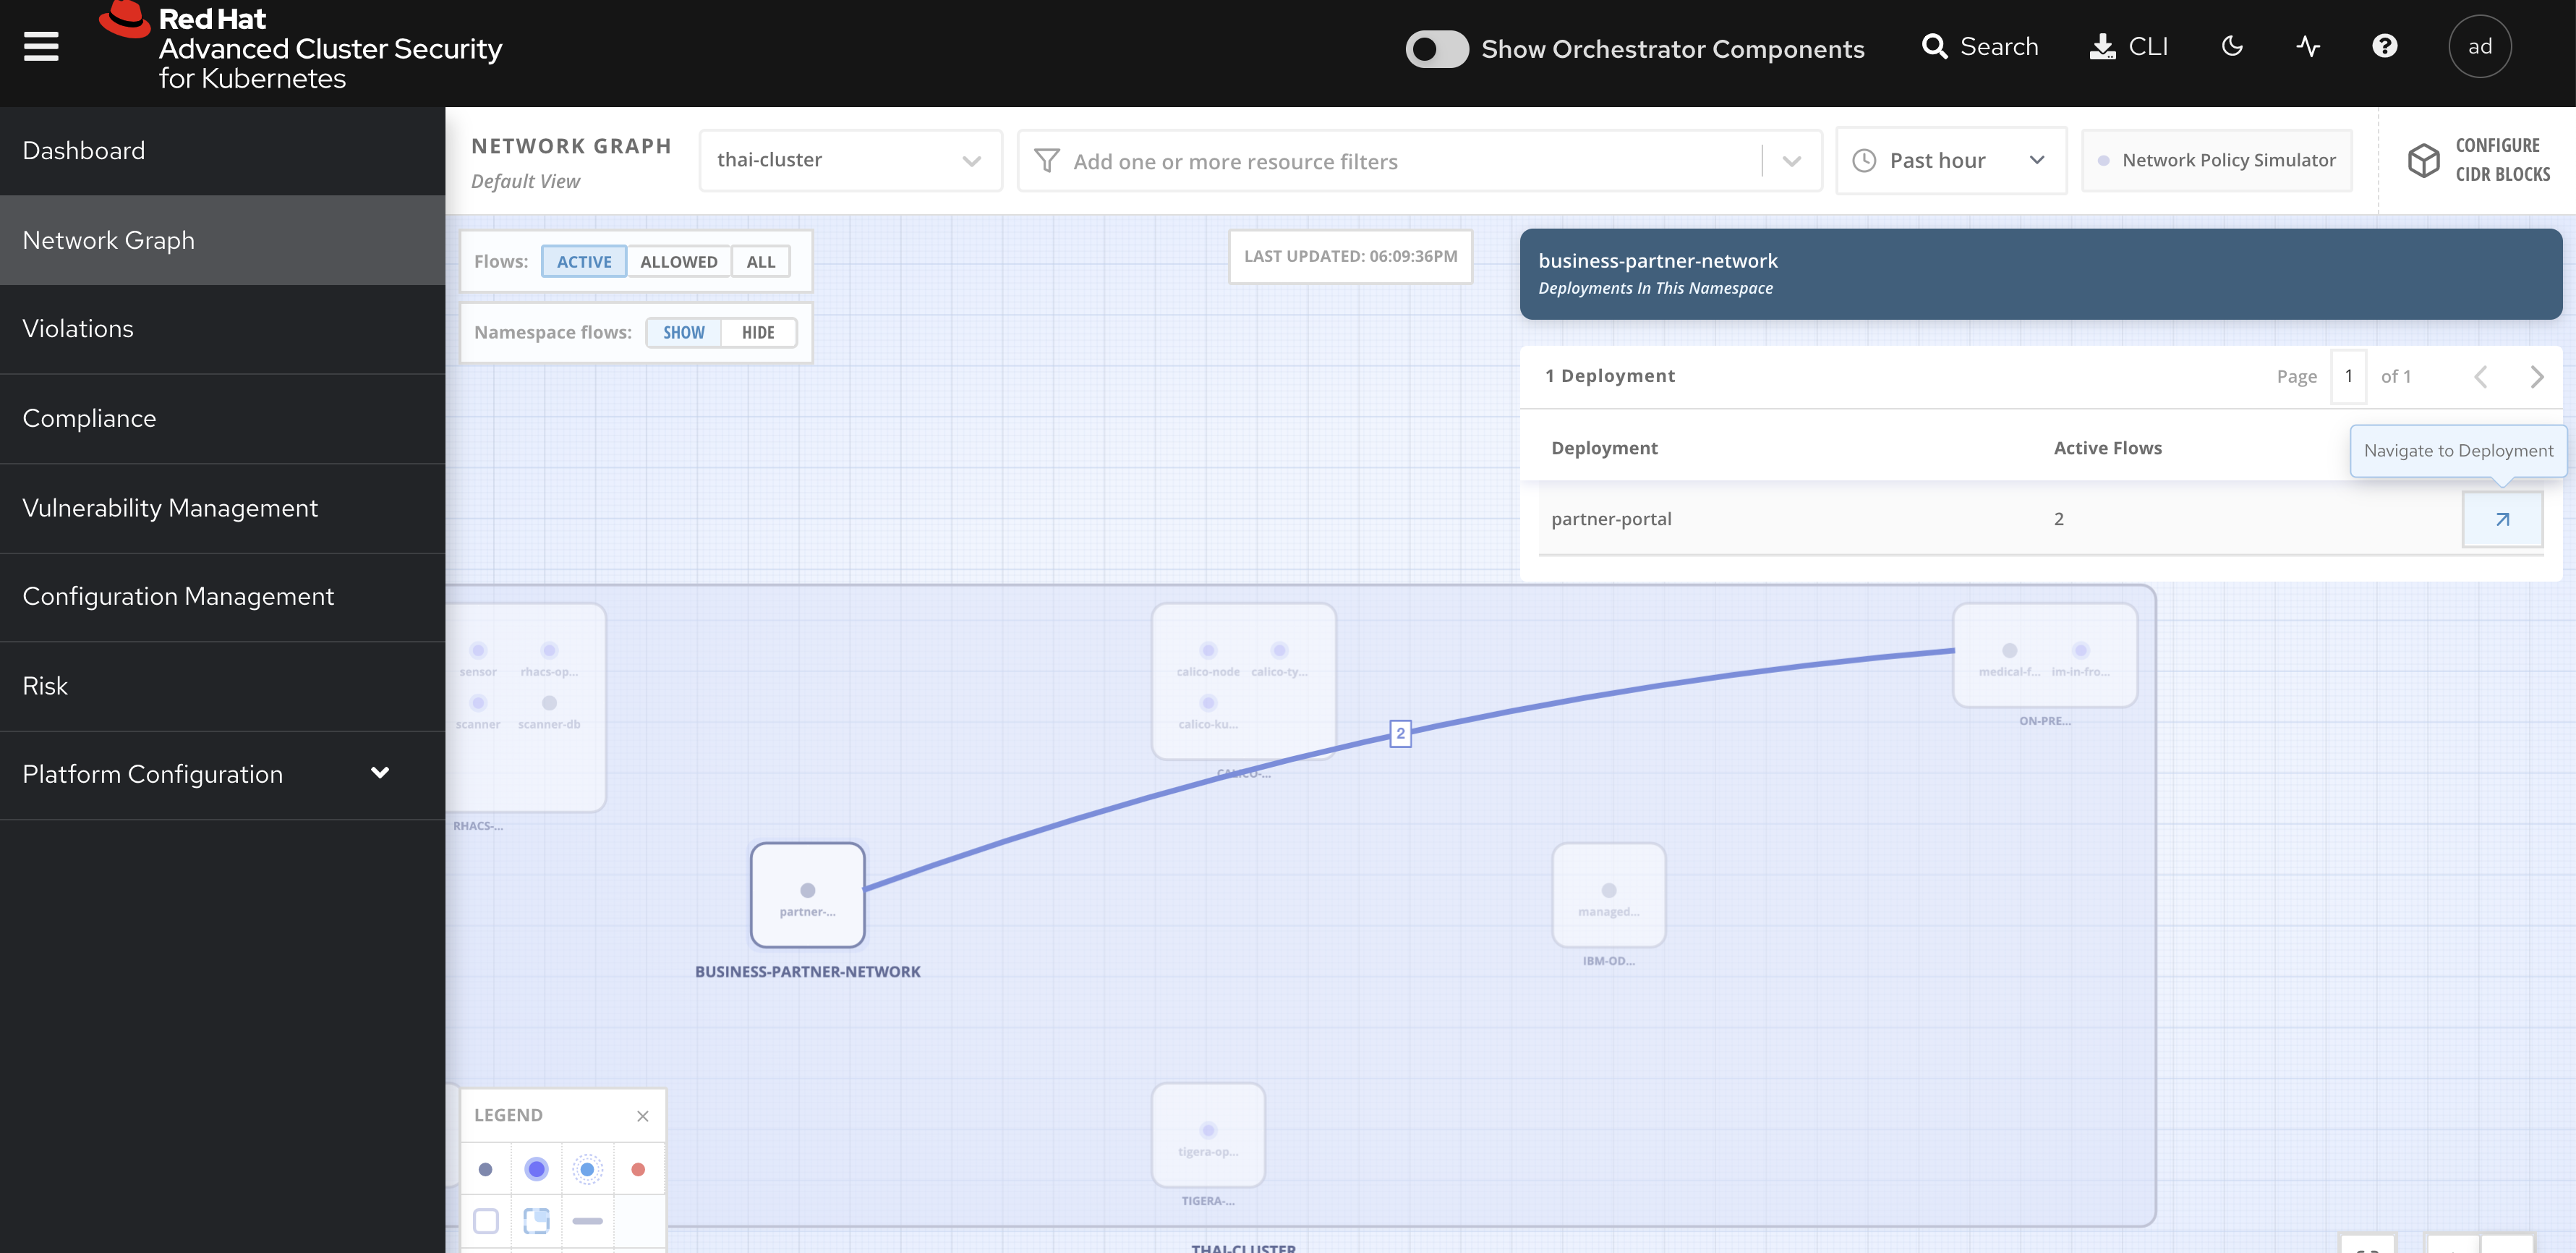 Red Hat
Advanced Cluster Security
for Kubernetes
Show Orchestrator Components
Search
CLI
ad
Dashboard
Network Graph
Violations
Compliance
Vulnerability Management
Configuration Management
Risk
Platform Configuration
NETWORK GRAPH
Default View
thai-cluster
Add one or more resource filters
Past hour
Network Policy Simulator
CONFIGURE
CIDR BLOCKS
Flows: ACTIVE ALLOWED ALL
Namespace flows: SHOW HIDE
LAST UPDATED: 06:09:36PM
business-partner-network
Deployments In This Namespace
1 Deployment
Page 1 of 1
Deployment Active Flows
Navigate to Deployment
partner-portal 2
sensor rhacs-op...
scanner scanner-db
RHACS-...
calico-node calico-ty...
calico-ku...
CALICO-...
2
medical-f... im-in-fro...
ON-PRE...
partner-...
BUSINESS-PARTNER-NETWORK
managed...
IBM-OD...
tigera-op...
TIGERA-...
LEGEND
THAI-CLUSTER